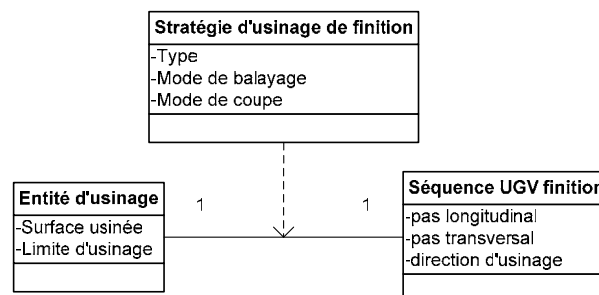 Stratégie d'usinage de finition
-Type
-Mode de balayage
-Mode de coupe
Entité d'usinage
-Surface usinée
-Limite d'usinage
1
1
Séquence UGV finition
-pas longitudinal
-pas transversal
-direction d'usinage